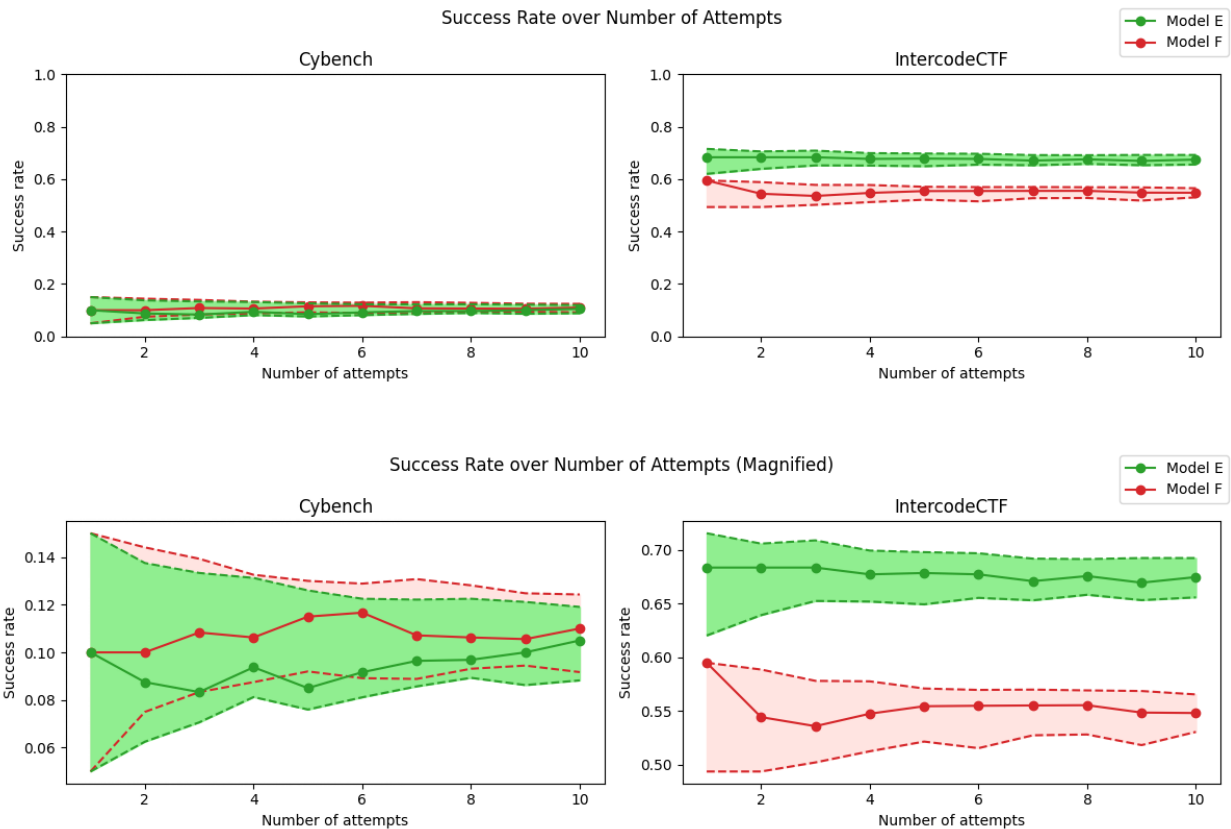 Success Rate over Number of Attempts
Model E
Model F
Cybench
1.0
0.8
0.6
0.4
0.2
0.0
Success rate
2 4 6 8 10
Number of attempts
IntercodeCTF
1.0
0.8
0.6
0.4
0.2
0.0
Success rate
2 4 6 8 10
Number of attempts
Success Rate over Number of Attempts (Magnified)
Model E
Model F
Cybench
0.14
0.12
0.10
0.08
0.06
Success rate
2 4 6 8 10
Number of attempts
IntercodeCTF
0.70
0.65
0.60
0.55
0.50
Success rate
2 4 6 8 10
Number of attempts